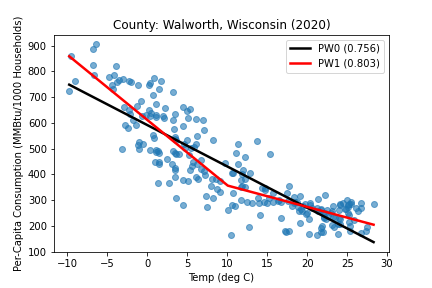 County: Walworth, Wisconsin (2020)
Per-Capita Consumption (MMBtu/1000 Households)
900
800
700
600
500
400
300
200
100
PW0 (0.756)
PW1 (0.803)
−10 −5 0 5 10 15 20 25 30
Temp (deg C)